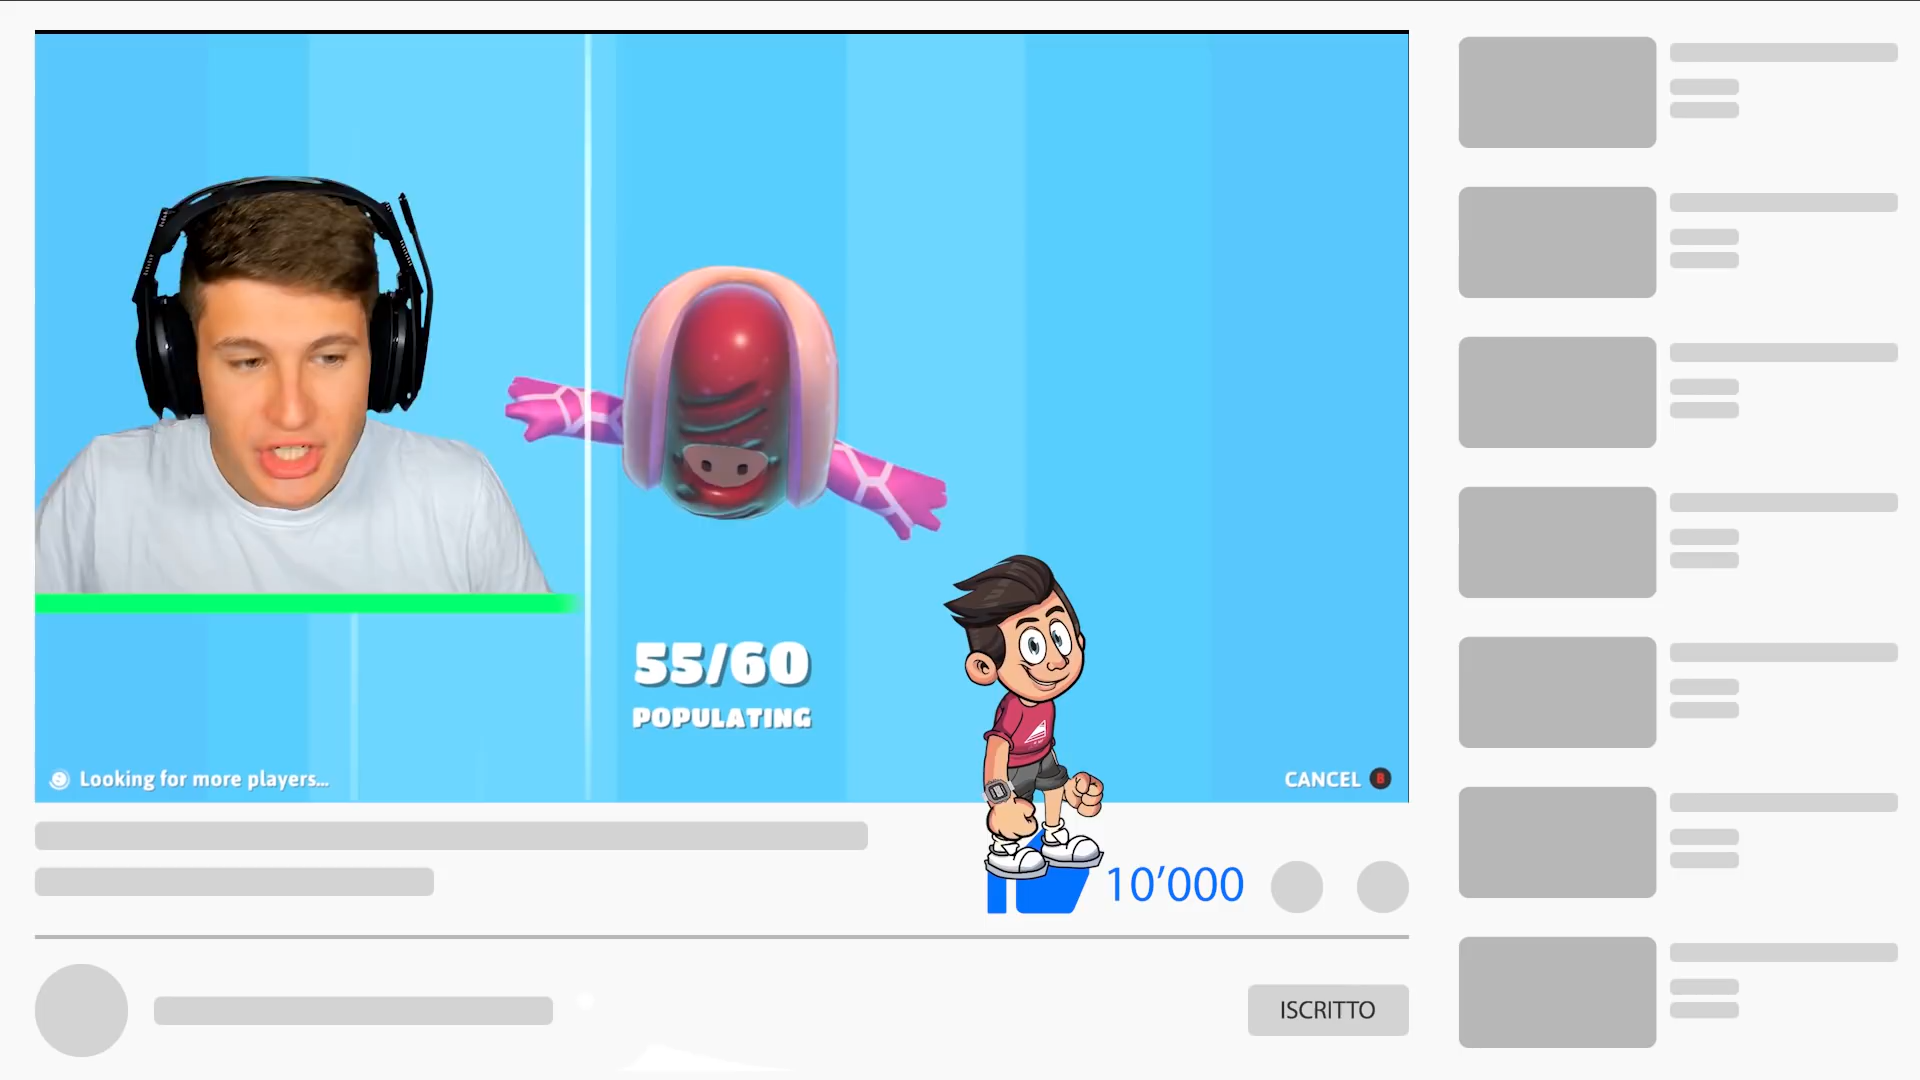 55/60
POPULATING
Looking for more players...
CANCEL B
10’000
ISCRITTO